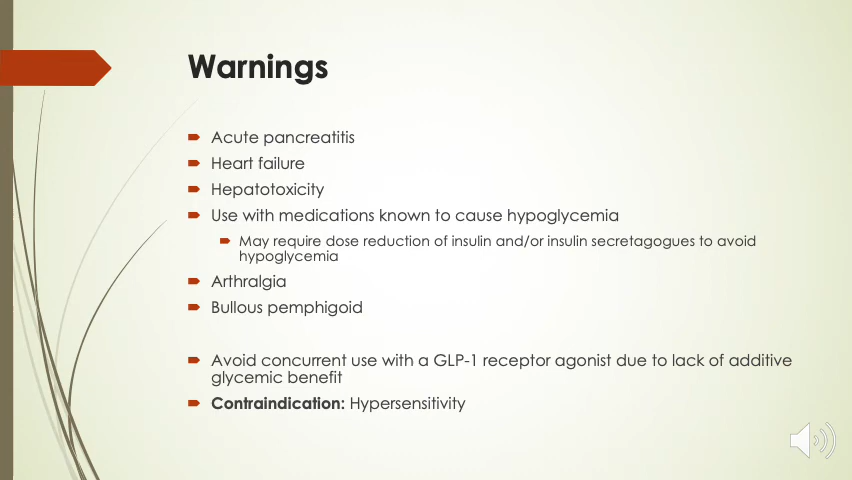 Warnings
Acute pancreatitis
Heart failure
Hepatotoxicity
Use with medications known to cause hypoglycemia
May require dose reduction of insulin and/or insulin secretagogues to avoid
hypoglycemia
Arthralgia
Bullous pemphigoid
Avoid concurrent use with a GLP-1 receptor agonist due to lack of additive
glycemic benefit
Contraindication: Hypersensitivity